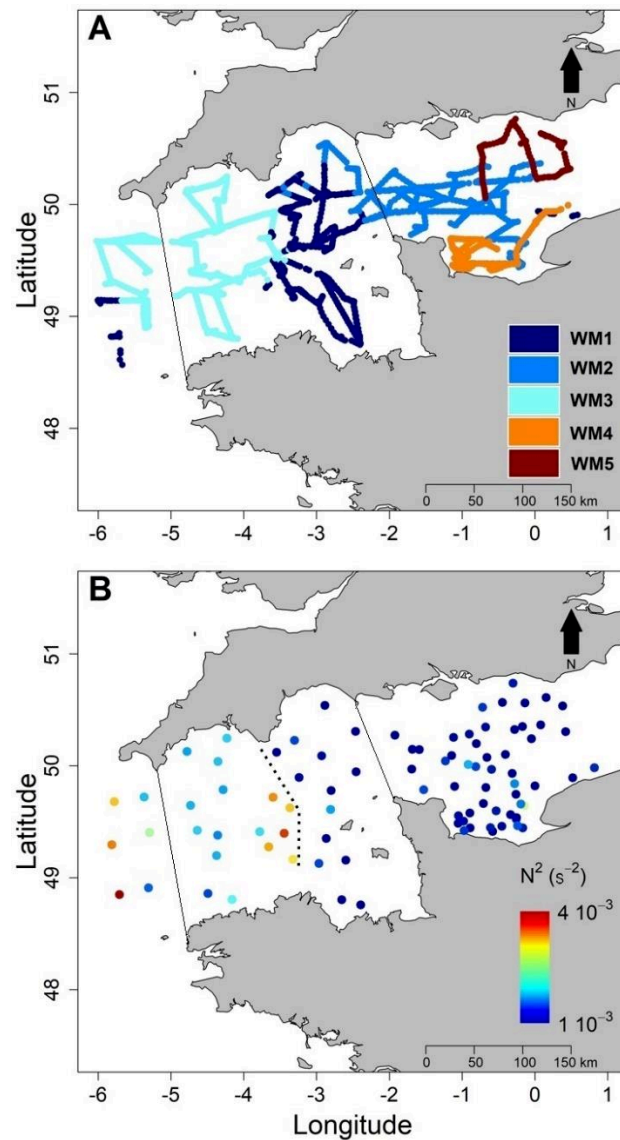 A
N
51
50
49
48
Latitude
WM1
WM2
WM3
WM4
WM5
0 50 100 150 km
-6 -5 -4 -3 -2 -1 0 1
B
N
51
50
49
48
Latitude
N² (s⁻²)
4 10⁻³
1 10⁻³
0 50 100 150 km
-6 -5 -4 -3 -2 -1 0 1
Longitude